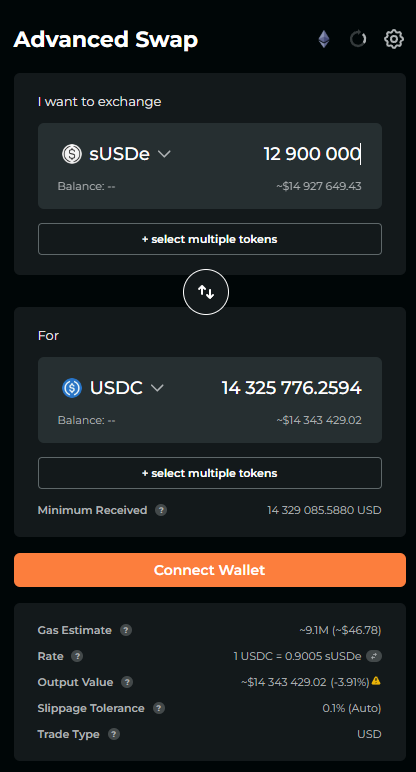 Advanced Swap
I want to exchange
sUSDe 12 900 000
Balance: -- ~$14 927 649.43
+ select multiple tokens
For
USDC 14 325 776.2594
Balance: -- ~$14 343 429.02
+ select multiple tokens
Minimum Received ? 14 329 085.5880 USD
Connect Wallet
Gas Estimate ? ~9.1M (~$46.78)
Rate ? 1 USDC = 0.9005 sUSDe
Output Value ? ~$14 343 429.02 (-3.91%)
Slippage Tolerance ? 0.1% (Auto)
Trade Type ? USD